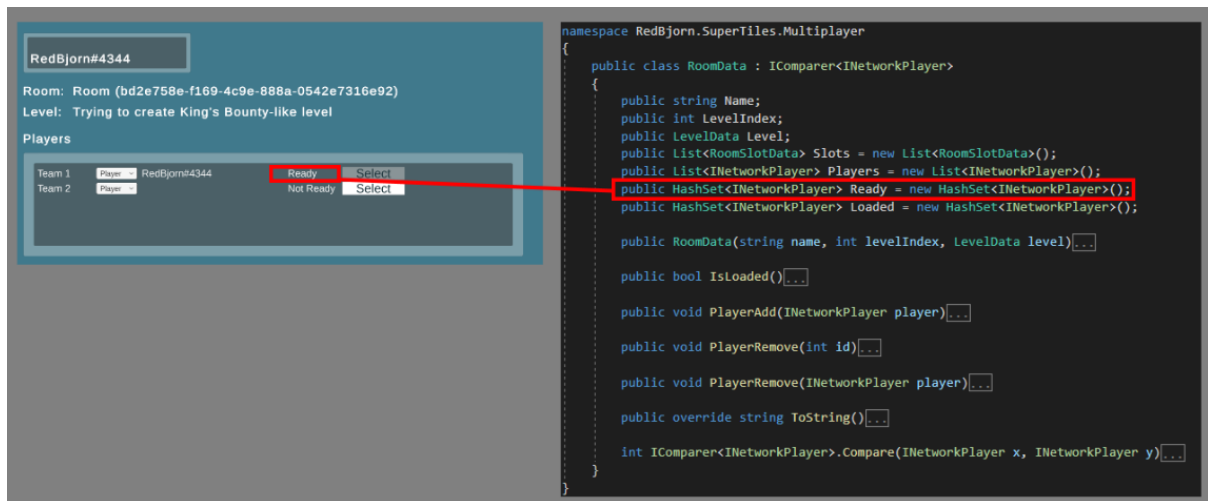 RedBjorn#4344
Room: Room (bd2e758e-f169-4c9e-888a-0542e7316e92)
Level: Trying to create King's Bounty-like level
Players
Team 1 Player RedBjorn#4344 Ready Select
Team 2 Player Not Ready Select
namespace RedBjorn.SuperTiles.Multiplayer
{
public class RoomData : IComparer<INetworkPlayer>
{
public string Name;
public int LevelIndex;
public LevelData Level;
public List<RoomSlotData> Slots = new List<RoomSlotData>();
public List<INetworkPlayer> Players = new List<INetworkPlayer>();
public HashSet<INetworkPlayer> Ready = new HashSet<INetworkPlayer>();
public HashSet<INetworkPlayer> Loaded = new HashSet<INetworkPlayer>();
public RoomData(string name, int levelIndex, LevelData level)...
public bool IsLoaded()...
public void PlayerAdd(INetworkPlayer player)...
public void PlayerRemove(int id)...
public void PlayerRemove(INetworkPlayer player)...
public override string ToString()...
int IComparer<INetworkPlayer>.Compare(INetworkPlayer x, INetworkPlayer y)...
}
}